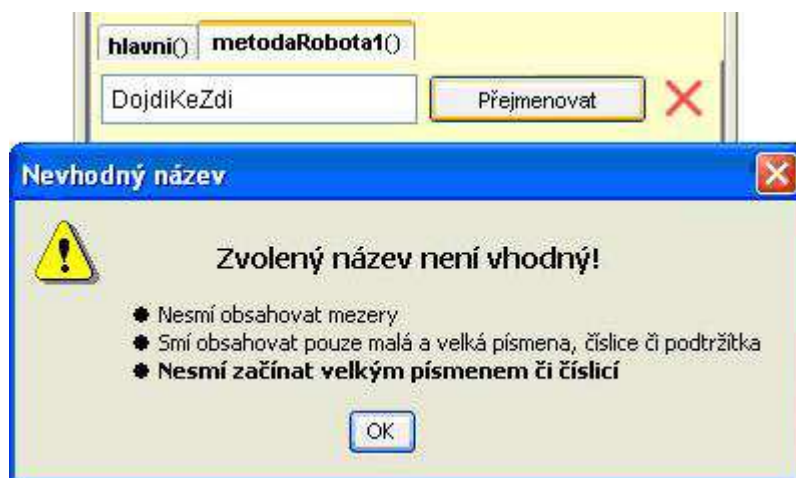 hlavni() metodaRobota1()
DojdiKeZdi Přejmenovat
Nevhodný název
Zvolený název není vhodný!
Nesmí obsahovat mezery
Smí obsahovat pouze malá a velká písmena, číslice či podtržítka
Nesmí začínat velkým písmenem či číslicí
OK